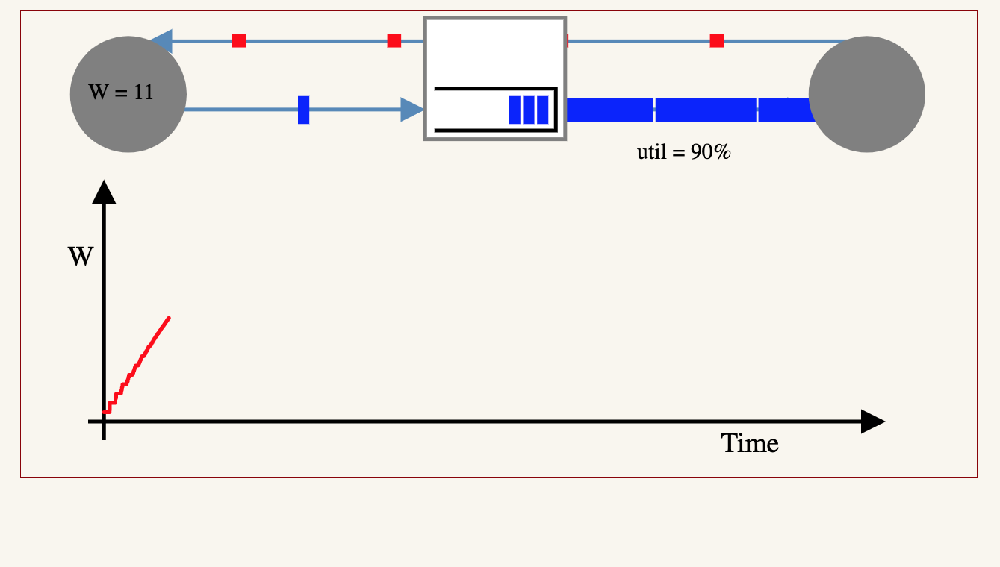 W = 11
util = 90%
W
Time